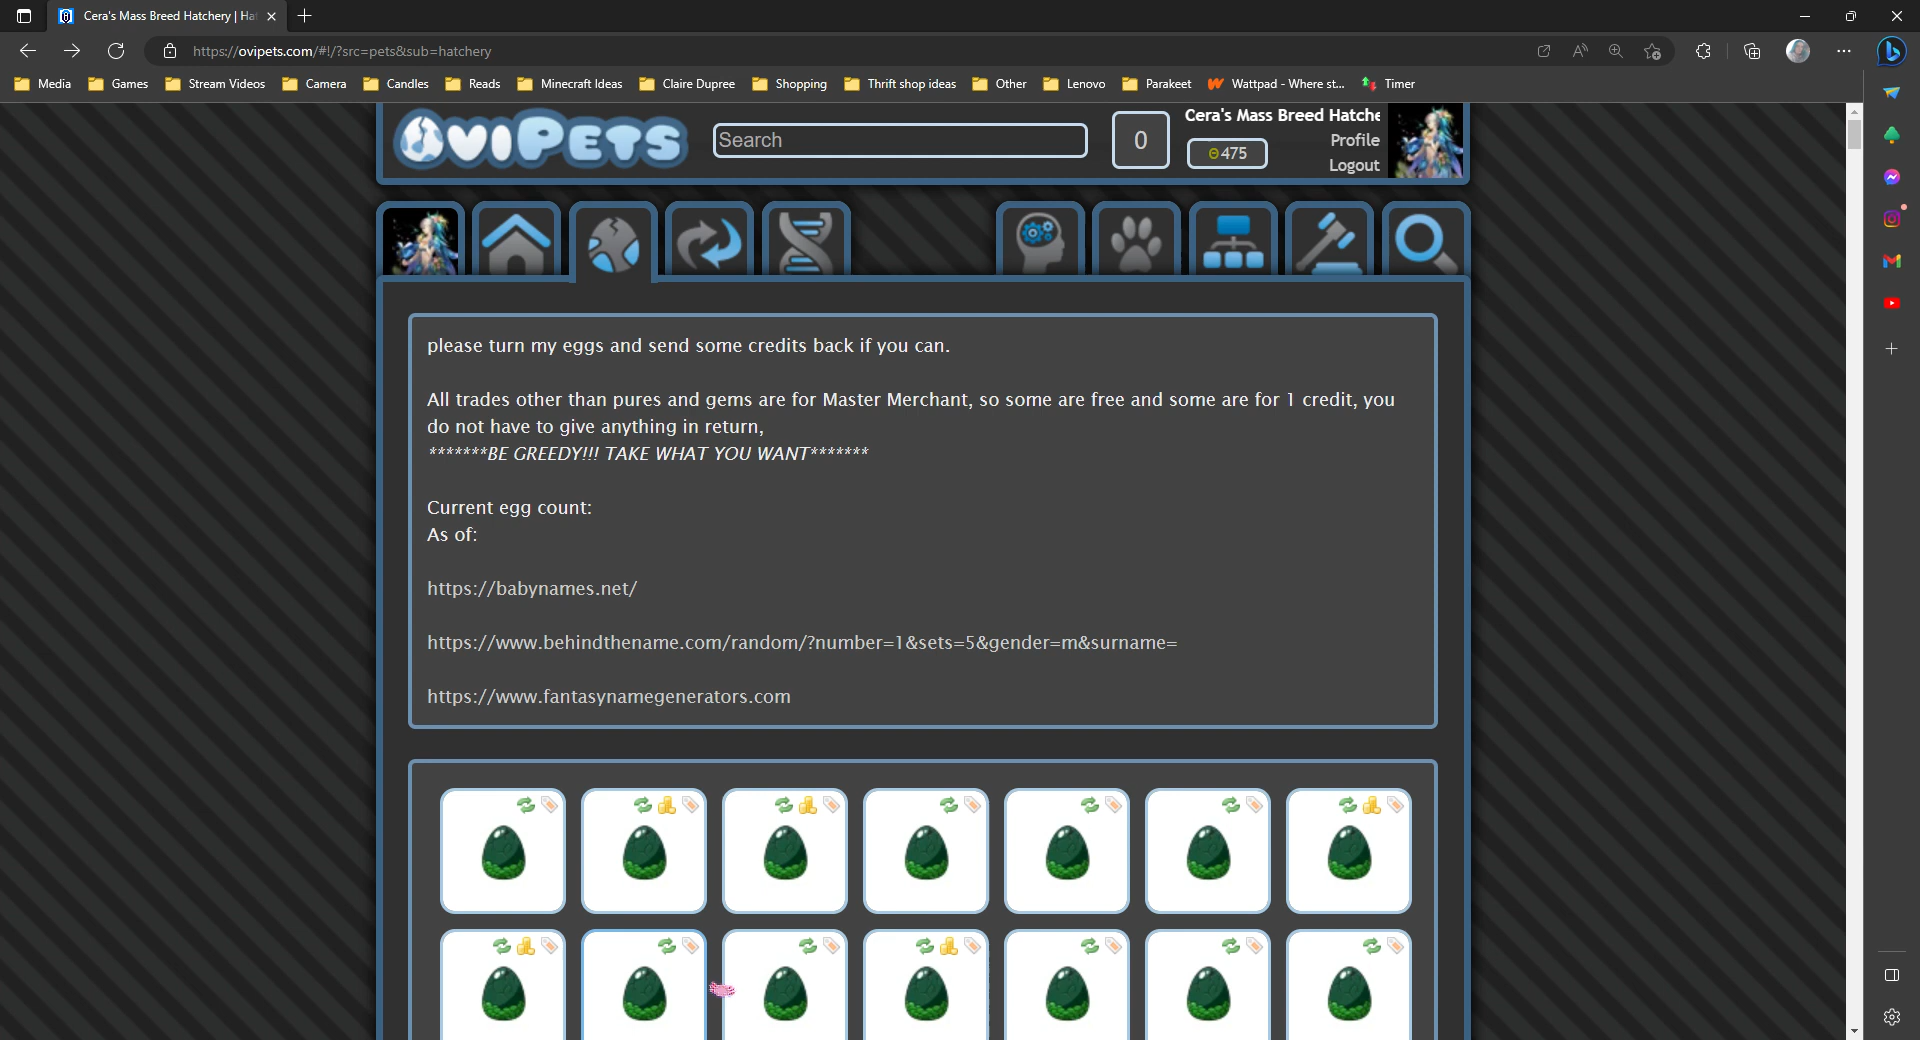 Cera's Mass Breed Hatchery | Hat
https://ovipets.com/#!/?src=pets&sub=hatchery
Media
Games
Stream Videos
Camera
Candles
Reads
Minecraft Ideas
Claire Dupree
Shopping
Thrift shop ideas
Other
Lenovo
Parakeet
Wattpad - Where st...
Timer
OviPets
Search
0
Cera's Mass Breed Hatche
475
Profile
Logout
please turn my eggs and send some credits back if you can.
All trades other than pures and gems are for Master Merchant, so some are free and some are for 1 credit, you
do not have to give anything in return,
*******BE GREEDY!!! TAKE WHAT YOU WANT*******
Current egg count:
As of:
https://babynames.net/
https://www.behindthename.com/random/?number=1&sets=5&gender=m&surname=
https://www.fantasynamegenerators.com